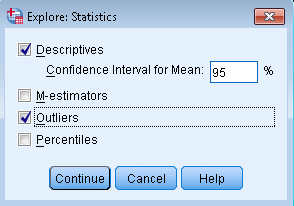 Explore: Statistics
Descriptives
Confidence Interval for Mean: 95 %
M-estimators
Outliers
Percentiles
Continue Cancel Help